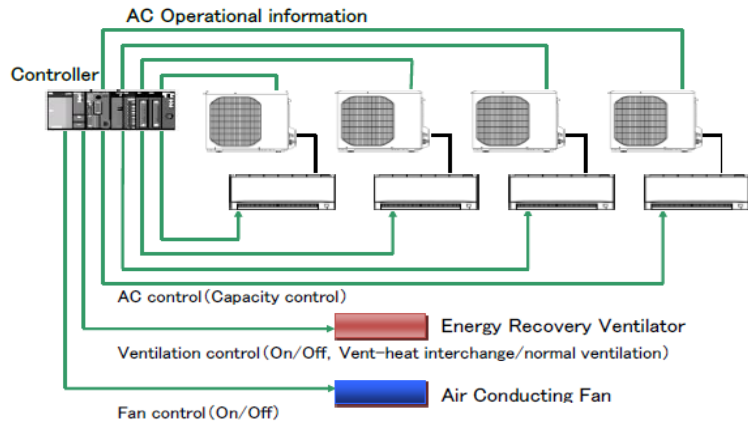 AC Operational information
Controller
AC control(Capacity control)
Energy Recovery Ventilator
Ventilation control(On/Off, Vent-heat interchange/normal ventilation)
Air Conducting Fan
Fan control(On/Off)